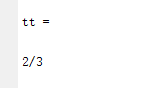 tt =
2/3